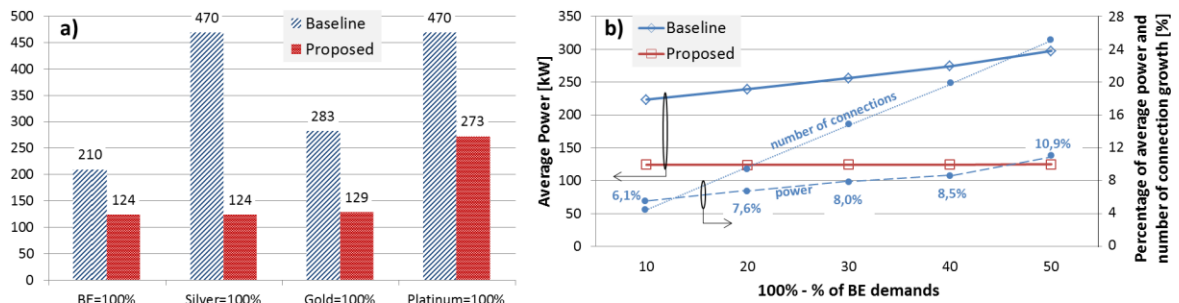 a)
Baseline
Proposed
500
450
400
350
300
250
200
150
100
50
0
210
124
470
124
283
129
470
273
BE=100%
Silver=100%
Gold=100%
Platinum=100%
b)
Baseline
Proposed
Average Power [kW]
350
300
250
200
150
100
50
0
number of connections
power
6,1%
7,6%
8,0%
8,5%
10,9%
10
20
30
40
50
100% - % of BE demands
28
24
20
16
12
8
4
0
Percentage of average power and
number of connection growth [%]